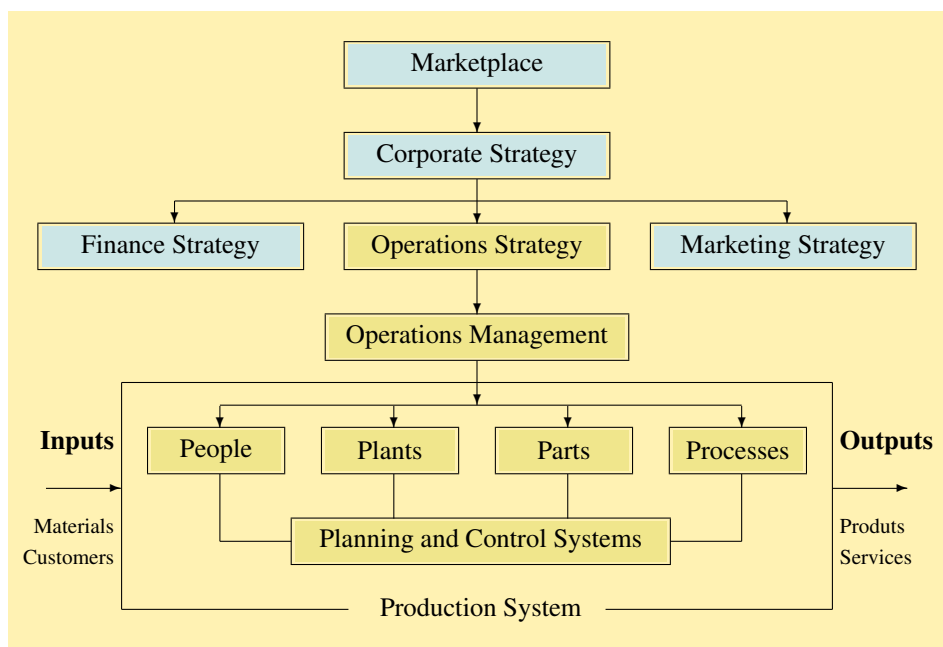 Marketplace
Corporate Strategy
Finance Strategy
Operations Strategy
Marketing Strategy
Operations Management
Inputs
People
Plants
Parts
Processes
Outputs
Materials
Customers
Planning and Control Systems
Produts
Services
Production System